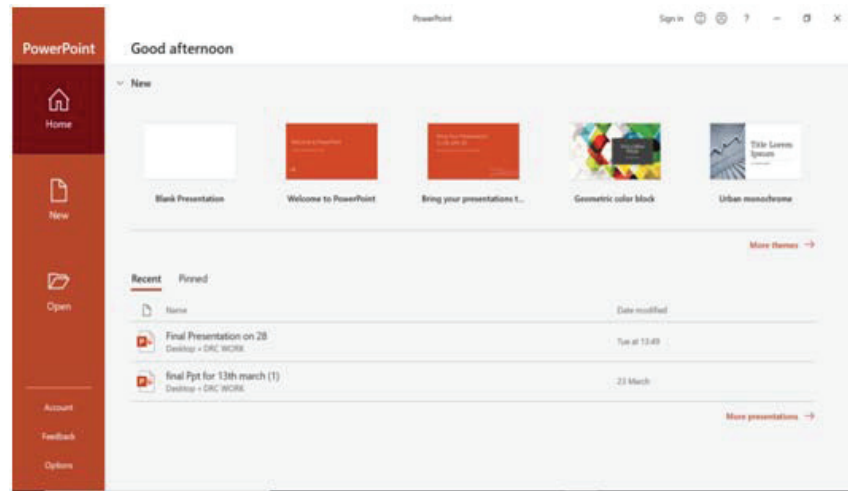 PowerPoint
Sign in
?
PowerPoint
Good afternoon
New
Home
New
Open
Account
Feedback
Options
Welcome to PowerPoint
Title Lorem
Ipsum
Blank Presentation
Welcome to PowerPoint
Bring your presentations t...
Geometric color block
Urban monochrome
More themes
Recent Pinned
Name Date modified
Final Presentation on 28
Desktop » DRC WORK
Tue at 13:49
final Ppt for 13th march (1)
Desktop » DRC WORK
23 March
More presentations